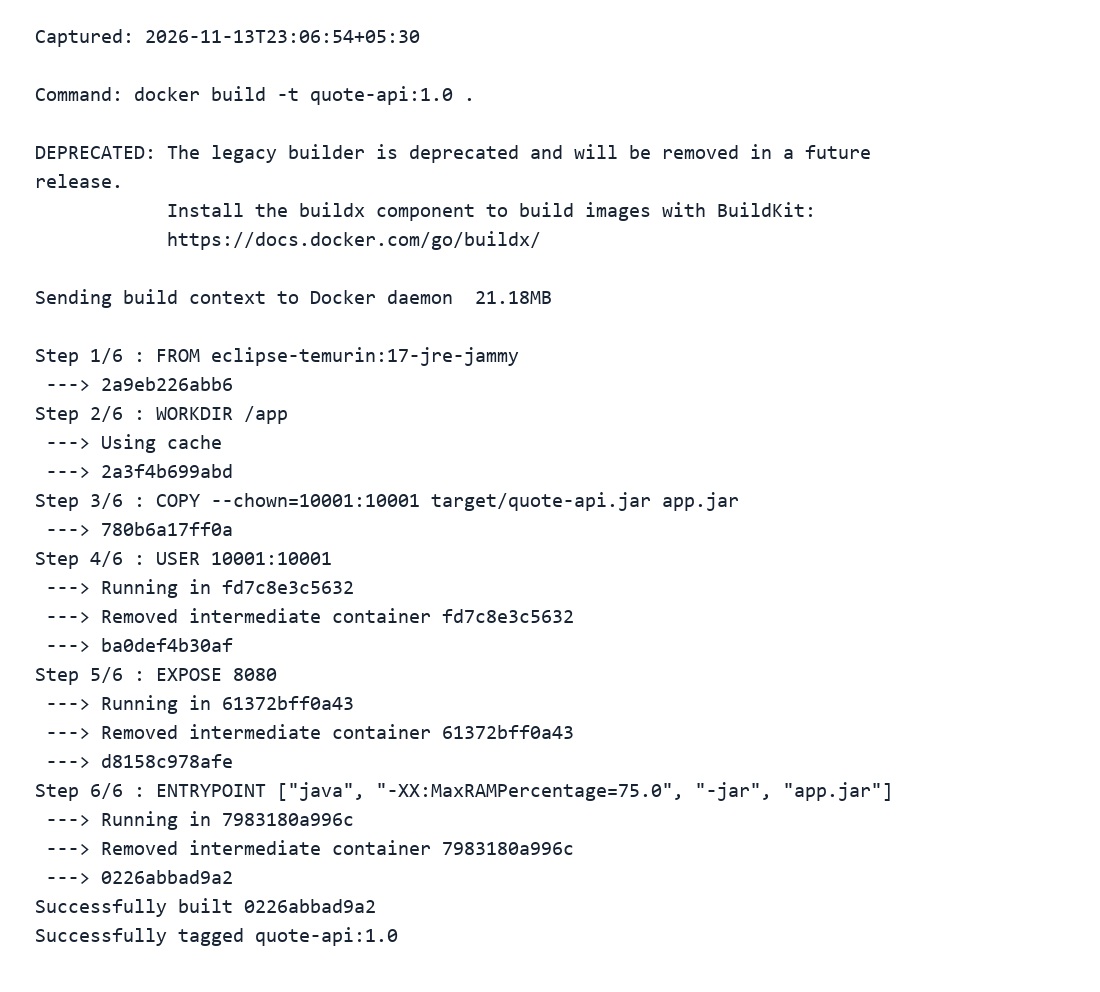 Captured: 2026-11-13T23:06:54+05:30
Command: docker build -t quote-api:1.0 .
DEPRECATED: The legacy builder is deprecated and will be removed in a future
release.
            Install the buildx component to build images with BuildKit:
            https://docs.docker.com/go/buildx/
Sending build context to Docker daemon  21.18MB
Step 1/6 : FROM eclipse-temurin:17-jre-jammy
 ---> 2a9eb226abb6
Step 2/6 : WORKDIR /app
 ---> Using cache
 ---> 2a3f4b699abd
Step 3/6 : COPY --chown=10001:10001 target/quote-api.jar app.jar
 ---> 780b6a17ff0a
Step 4/6 : USER 10001:10001
 ---> Running in fd7c8e3c5632
 ---> Removed intermediate container fd7c8e3c5632
 ---> ba0def4b30af
Step 5/6 : EXPOSE 8080
 ---> Running in 61372bff0a43
 ---> Removed intermediate container 61372bff0a43
 ---> d8158c978afe
Step 6/6 : ENTRYPOINT ["java", "-XX:MaxRAMPercentage=75.0", "-jar", "app.jar"]
 ---> Running in 7983180a996c
 ---> Removed intermediate container 7983180a996c
 ---> 0226abbad9a2
Successfully built 0226abbad9a2
Successfully tagged quote-api:1.0